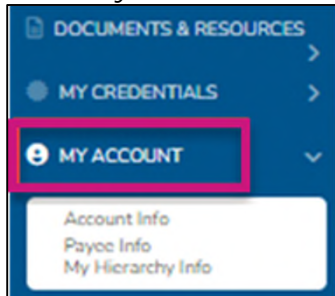 DOCUMENTS & RESOURCES
MY CREDENTIALS
MY ACCOUNT
Account Info
Payee Info
My Hierarchy Info